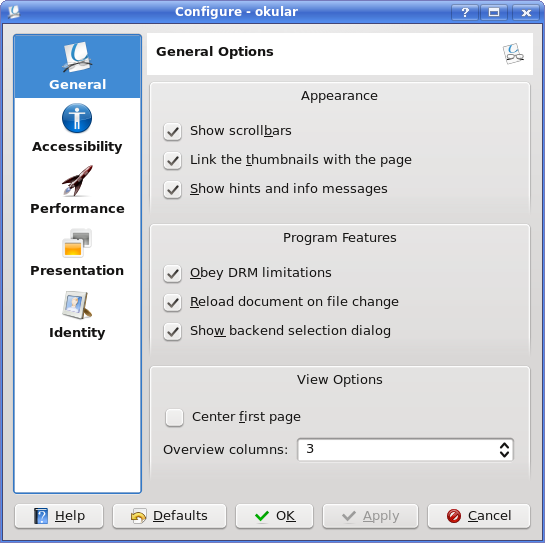 Configure - okular
General
Accessibility
Performance
Presentation
Identity
General Options
Appearance
Show scrollbars
Link the thumbnails with the page
Show hints and info messages
Program Features
Obey DRM limitations
Reload document on file change
Show backend selection dialog
View Options
Center first page
Overview columns: 3
Help Defaults OK Apply Cancel